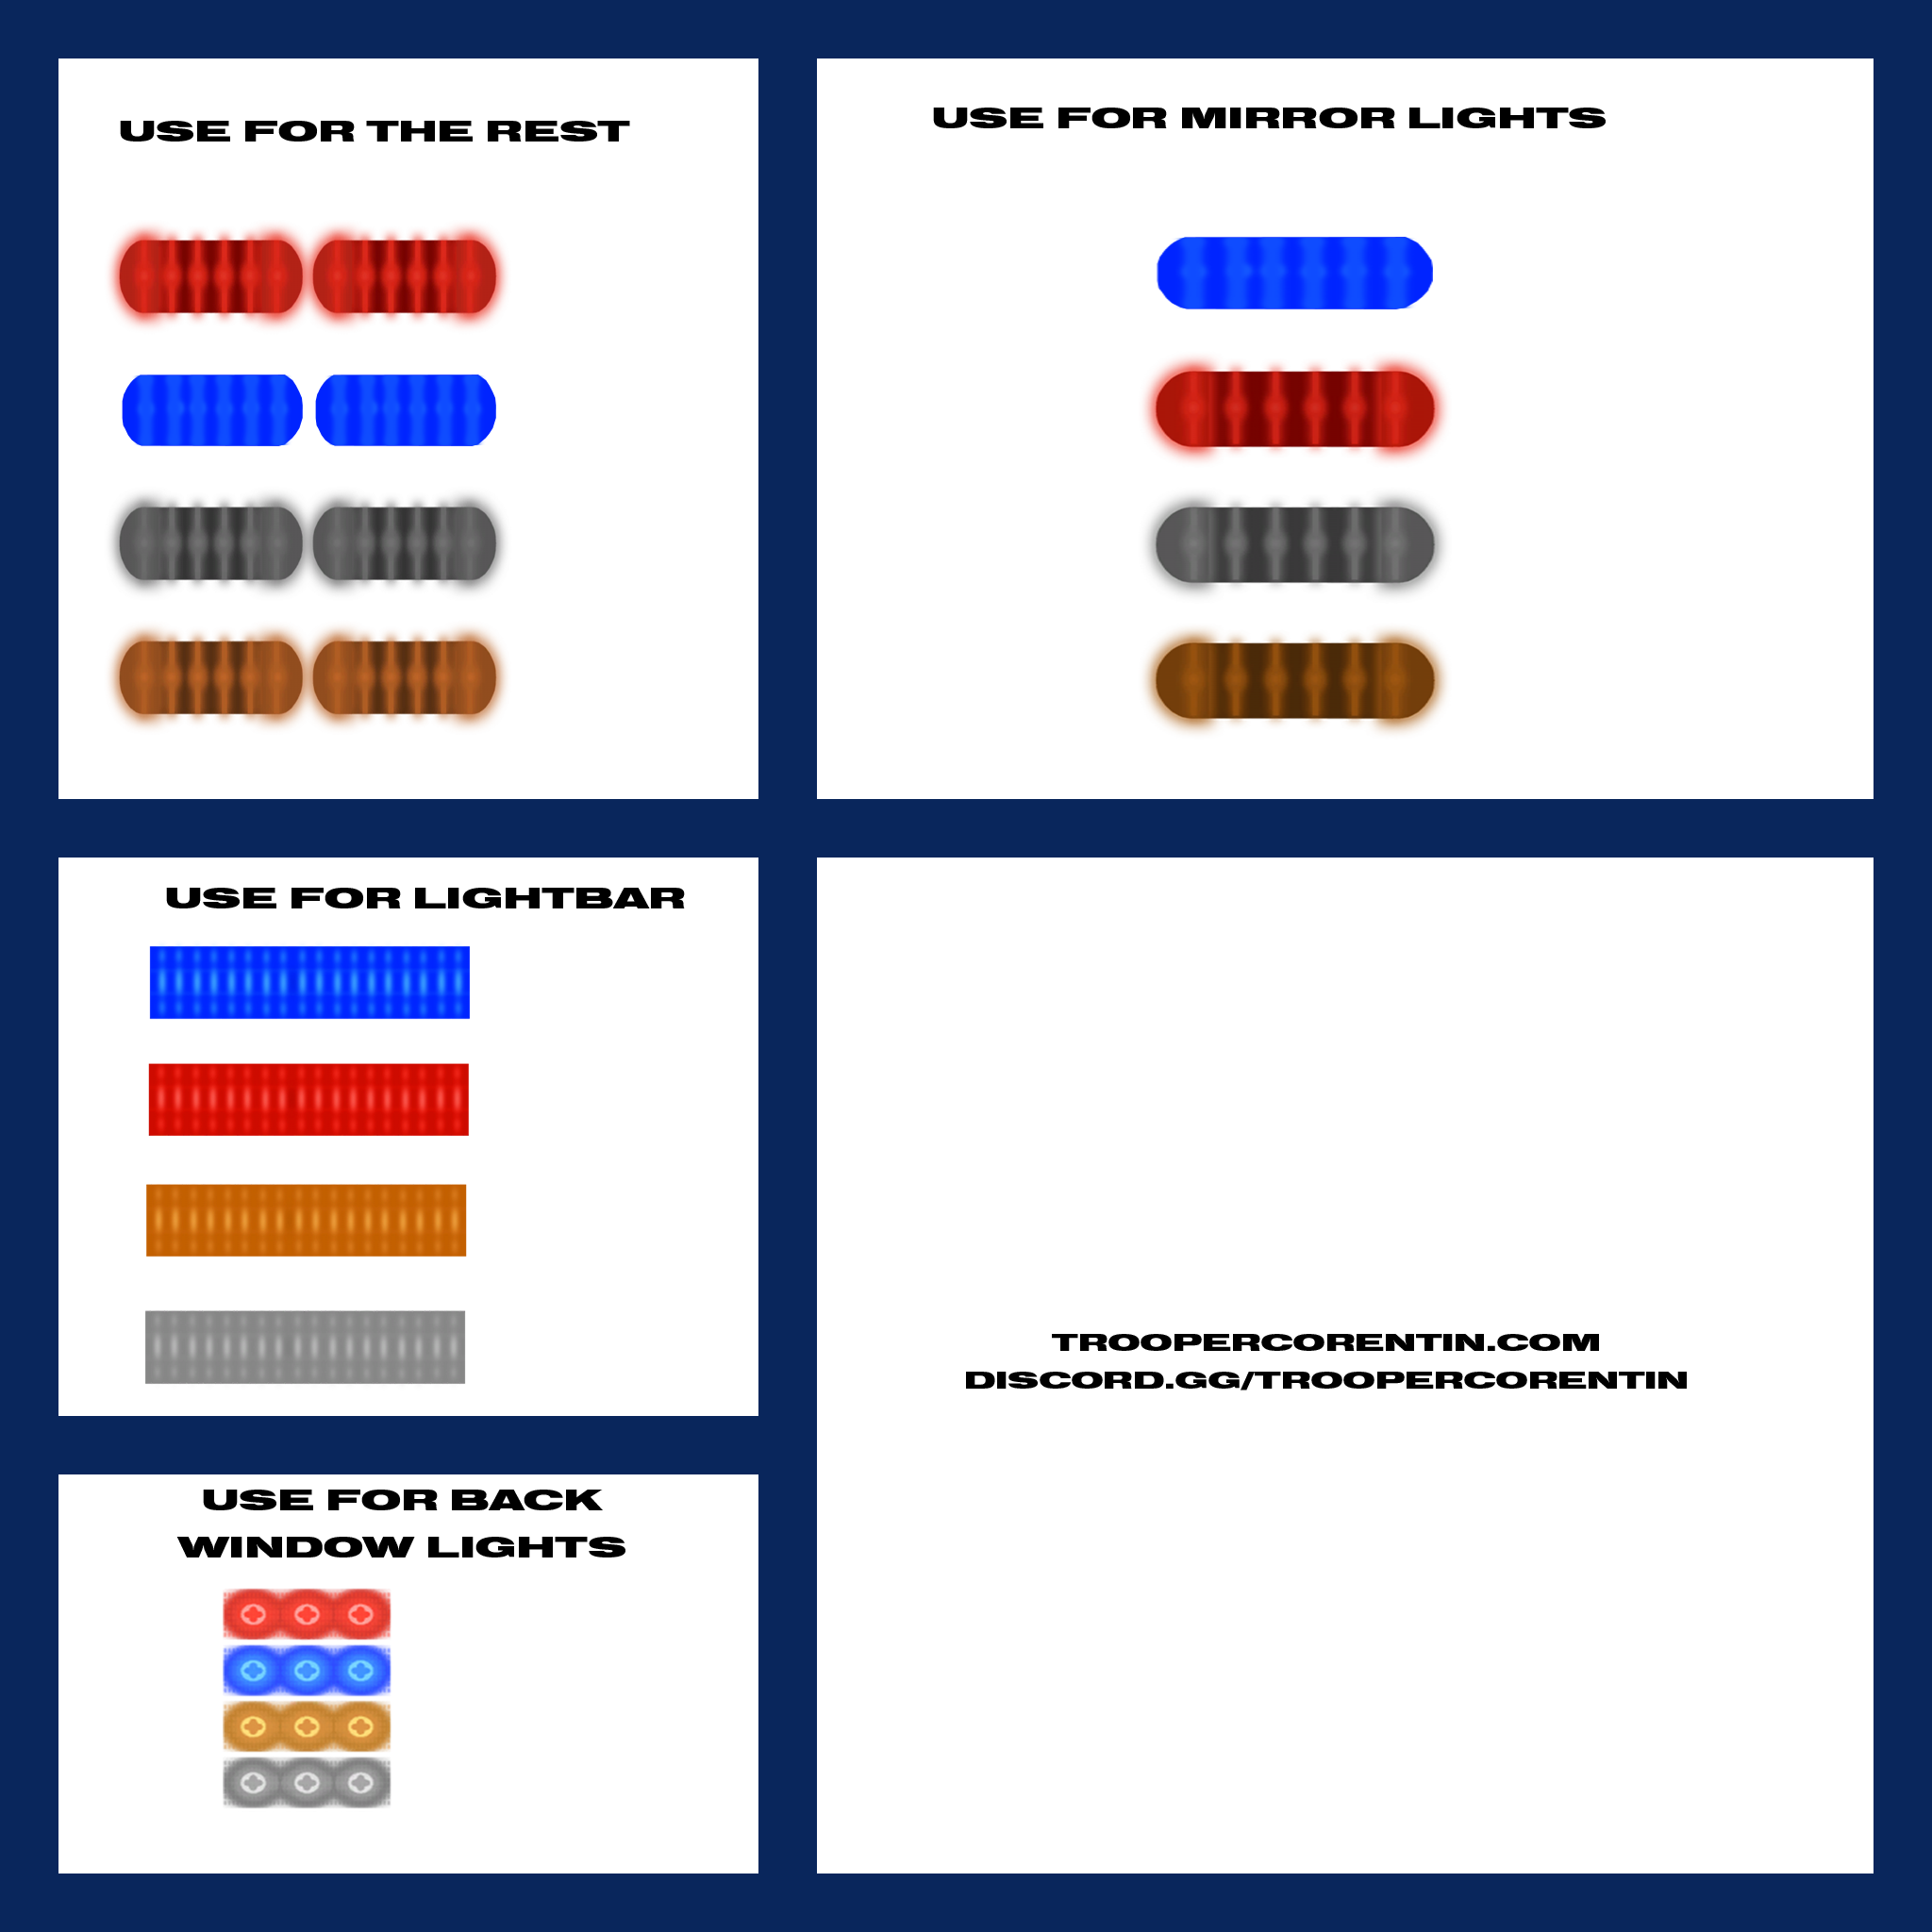 USE FOR THE REST
USE FOR MIRROR LIGHTS
USE FOR LIGHTBAR
USE FOR BACK
WINDOW LIGHTS
TROOPERCORENTIN.COM
DISCORD.GG/TROOPERCORENTIN